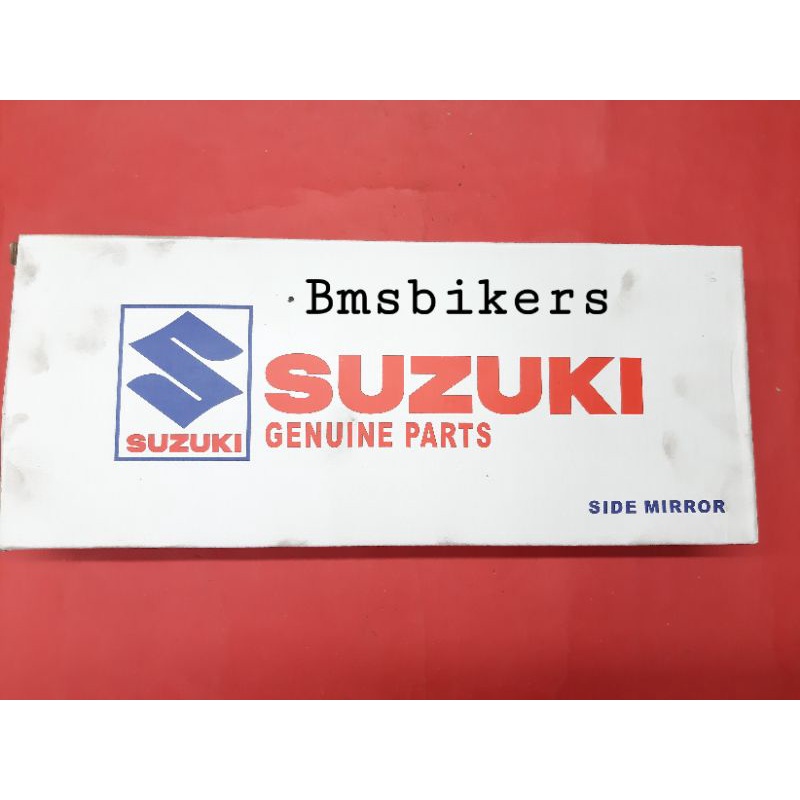 Bmsbikers
SUZUKI
SUZUKI
GENUINE PARTS
SIDE MIRROR